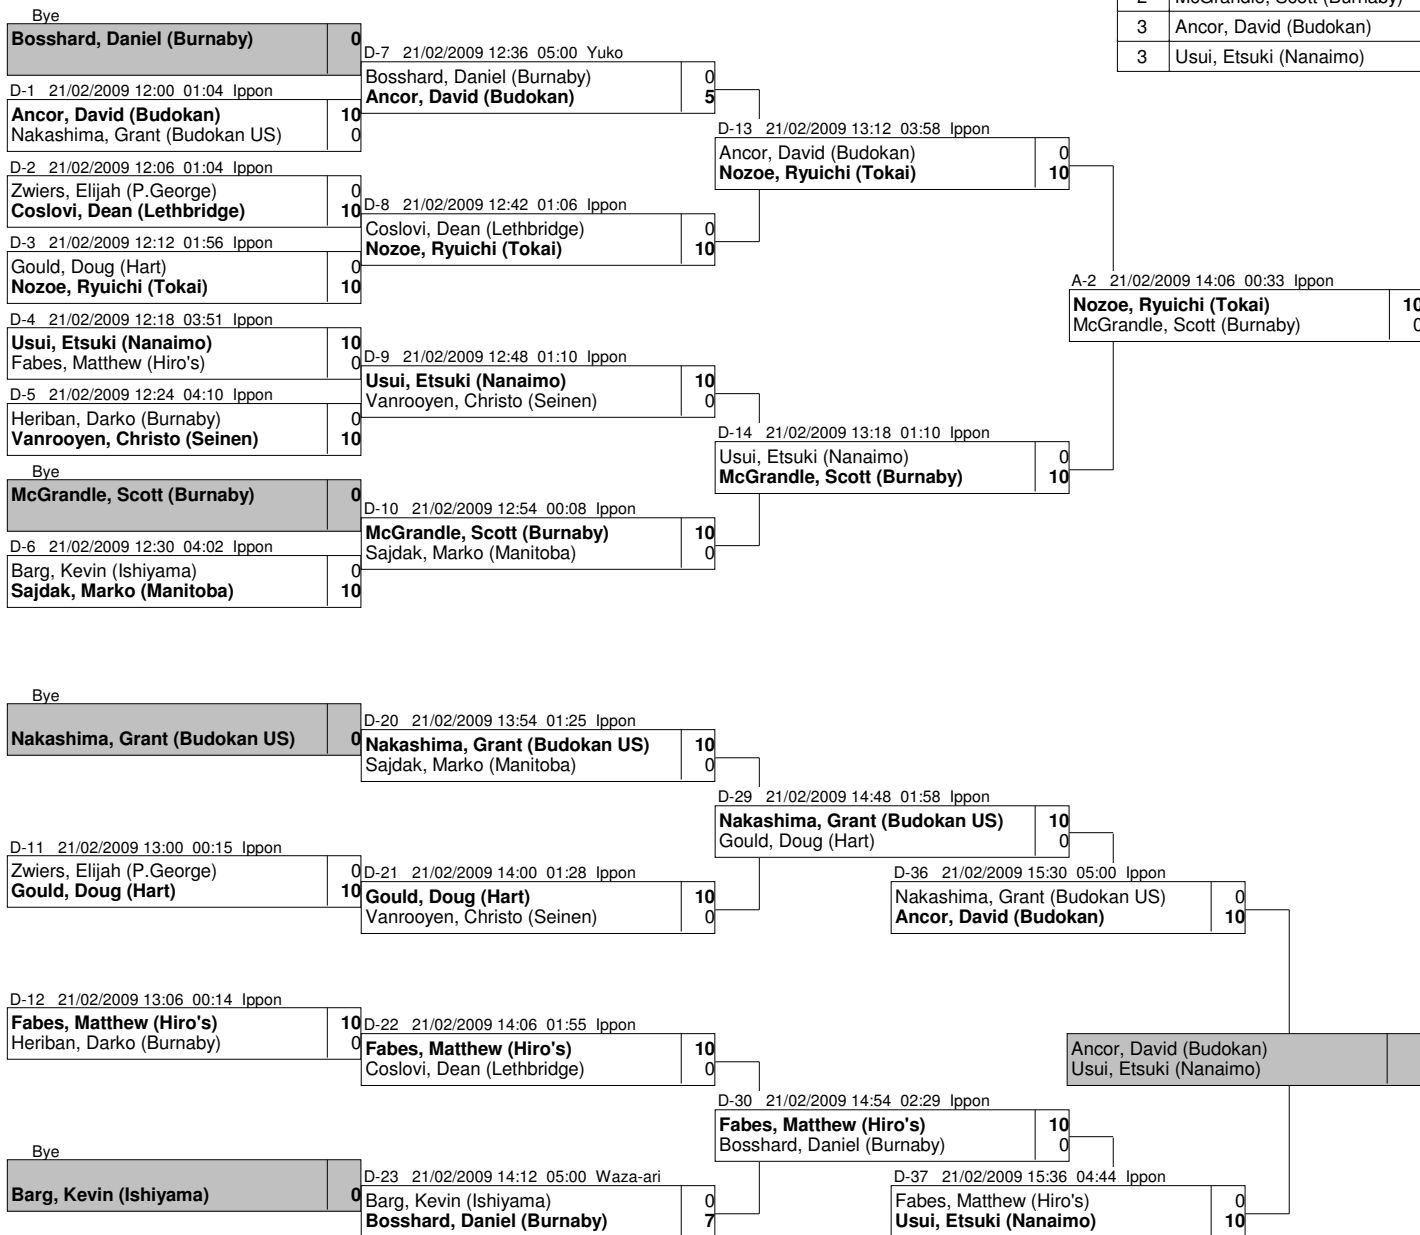 2 McGrandle, Scott (Burnaby)
3 Ancor, David (Budokan)
3 Usui, Etsuki (Nanaimo)
Bye
Bosshard, Daniel (Burnaby) 0
D-1 21/02/2009 12:00 01:04 Ippon
Ancor, David (Budokan) 10
Nakashima, Grant (Budokan US) 0
D-2 21/02/2009 12:06 01:04 Ippon
Zwiers, Elijah (P.George) 0
Coslovi, Dean (Lethbridge) 10
D-3 21/02/2009 12:12 01:56 Ippon
Gould, Doug (Hart) 0
Nozoe, Ryuichi (Tokai) 10
D-4 21/02/2009 12:18 03:51 Ippon
Usui, Etsuki (Nanaimo) 10
Fabes, Matthew (Hiro's) 0
D-5 21/02/2009 12:24 04:10 Ippon
Heriban, Darko (Burnaby) 0
Vanrooyen, Christo (Seinen) 10
Bye
McGrandle, Scott (Burnaby) 0
D-6 21/02/2009 12:30 04:02 Ippon
Barg, Kevin (Ishiyama) 0
Sajdak, Marko (Manitoba) 10
D-7 21/02/2009 12:36 05:00 Yuko
Bosshard, Daniel (Burnaby) 0
Ancor, David (Budokan) 5
D-8 21/02/2009 12:42 01:06 Ippon
Coslovi, Dean (Lethbridge) 0
Nozoe, Ryuichi (Tokai) 10
D-9 21/02/2009 12:48 01:10 Ippon
Usui, Etsuki (Nanaimo) 10
Vanrooyen, Christo (Seinen) 0
D-10 21/02/2009 12:54 00:08 Ippon
McGrandle, Scott (Burnaby) 10
Sajdak, Marko (Manitoba) 0
D-13 21/02/2009 13:12 03:58 Ippon
Ancor, David (Budokan) 0
Nozoe, Ryuichi (Tokai) 10
D-14 21/02/2009 13:18 01:10 Ippon
Usui, Etsuki (Nanaimo) 0
McGrandle, Scott (Burnaby) 10
A-2 21/02/2009 14:06 00:33 Ippon
Nozoe, Ryuichi (Tokai) 10
McGrandle, Scott (Burnaby) 0
Bye
Nakashima, Grant (Budokan US) 0
D-11 21/02/2009 13:00 00:15 Ippon
Zwiers, Elijah (P.George) 0
Gould, Doug (Hart) 10
D-12 21/02/2009 13:06 00:14 Ippon
Fabes, Matthew (Hiro's) 10
Heriban, Darko (Burnaby) 0
Bye
Barg, Kevin (Ishiyama) 0
D-20 21/02/2009 13:54 01:25 Ippon
Nakashima, Grant (Budokan US) 10
Sajdak, Marko (Manitoba) 0
D-21 21/02/2009 14:00 01:28 Ippon
Gould, Doug (Hart) 10
Vanrooyen, Christo (Seinen) 0
D-22 21/02/2009 14:06 01:55 Ippon
Fabes, Matthew (Hiro's) 10
Coslovi, Dean (Lethbridge) 0
D-23 21/02/2009 14:12 05:00 Waza-ari
Barg, Kevin (Ishiyama) 0
Bosshard, Daniel (Burnaby) 7
D-29 21/02/2009 14:48 01:58 Ippon
Nakashima, Grant (Budokan US) 10
Gould, Doug (Hart) 0
D-30 21/02/2009 14:54 02:29 Ippon
Fabes, Matthew (Hiro's) 10
Bosshard, Daniel (Burnaby) 0
D-36 21/02/2009 15:30 05:00 Ippon
Nakashima, Grant (Budokan US) 0
Ancor, David (Budokan) 10
D-37 21/02/2009 15:36 04:44 Ippon
Fabes, Matthew (Hiro's) 0
Usui, Etsuki (Nanaimo) 10
Ancor, David (Budokan)
Usui, Etsuki (Nanaimo)